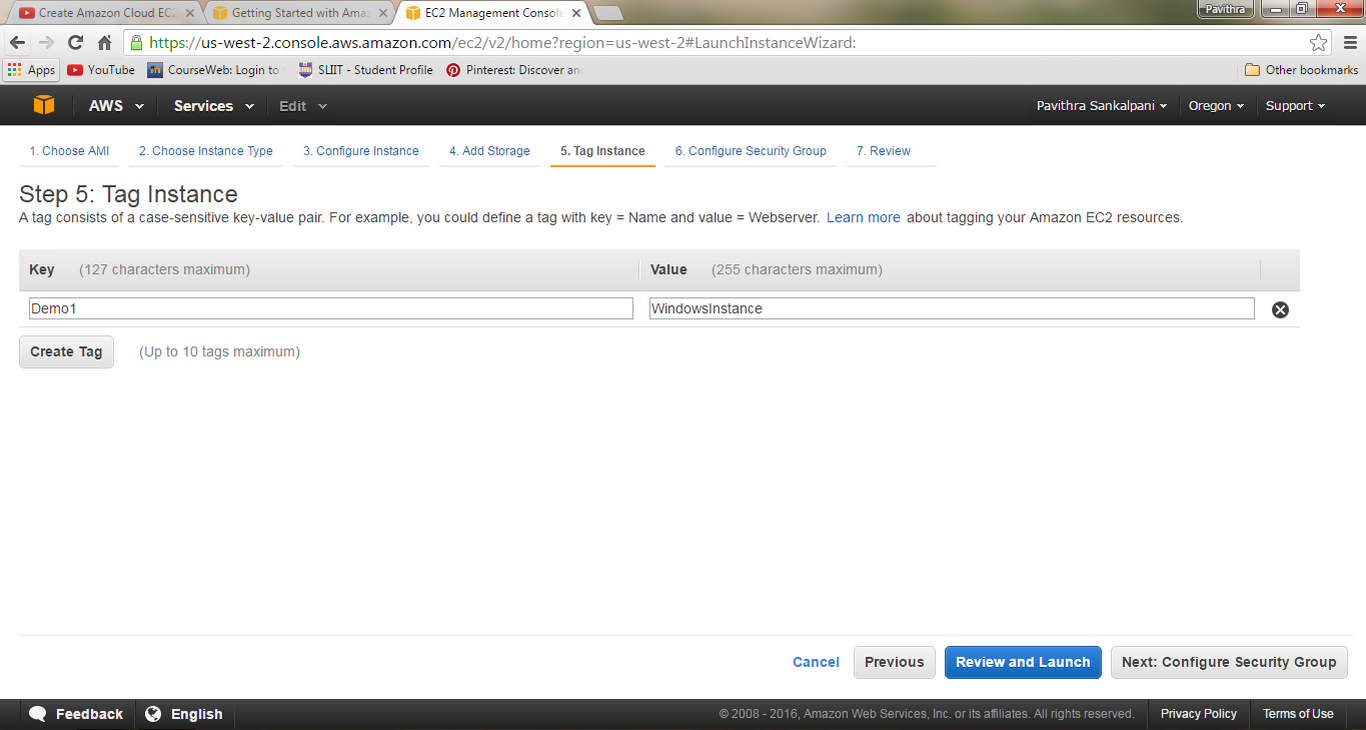 Create Amazon Cloud EC2
Getting Started with Amaz
EC2 Management Console
Pavithra
https://us-west-2.console.aws.amazon.com/ec2/v2/home?region=us-west-2#LaunchInstanceWizard:
Apps YouTube CourseWeb: Login to SLIIT - Student Profile Pinterest: Discover an Other bookmarks
AWS Services Edit Pavithra Sankalpani Oregon Support
1. Choose AMI 2. Choose Instance Type 3. Configure Instance 4. Add Storage 5. Tag Instance 6. Configure Security Group 7. Review
Step 5: Tag Instance
A tag consists of a case-sensitive key-value pair. For example, you could define a tag with key = Name and value = Webserver. Learn more about tagging your Amazon EC2 resources.
Key (127 characters maximum) Value (255 characters maximum)
Demo1 WindowsInstance
Create Tag (Up to 10 tags maximum)
Cancel Previous Review and Launch Next: Configure Security Group
Feedback English © 2008 - 2016, Amazon Web Services, Inc. or its affiliates. All rights reserved. Privacy Policy Terms of Use